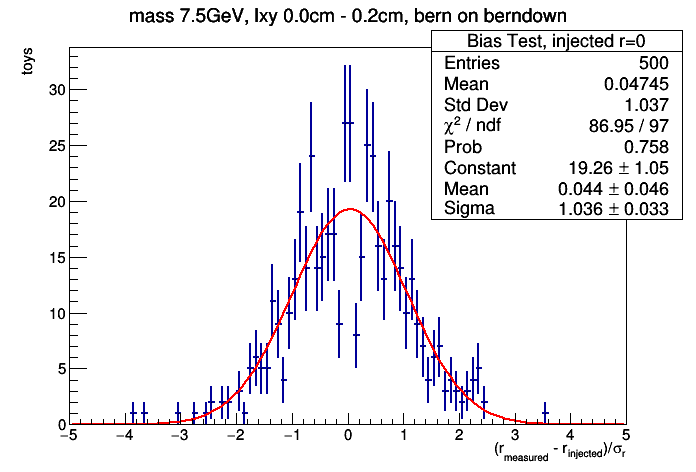 mass 7.5GeV, lxy 0.0cm - 0.2cm, bern on berndown
Bias Test, injected r=0
Entries 500
Mean 0.04745
Std Dev 1.037
χ² / ndf 86.95 / 97
Prob 0.758
Constant 19.26 ± 1.05
Mean 0.044 ± 0.046
Sigma 1.036 ± 0.033
toys
30
25
20
15
10
5
0
−5 −4 −3 −2 −1 0 1 2 3 4 5
(r_measured - r_injected)/σ_r